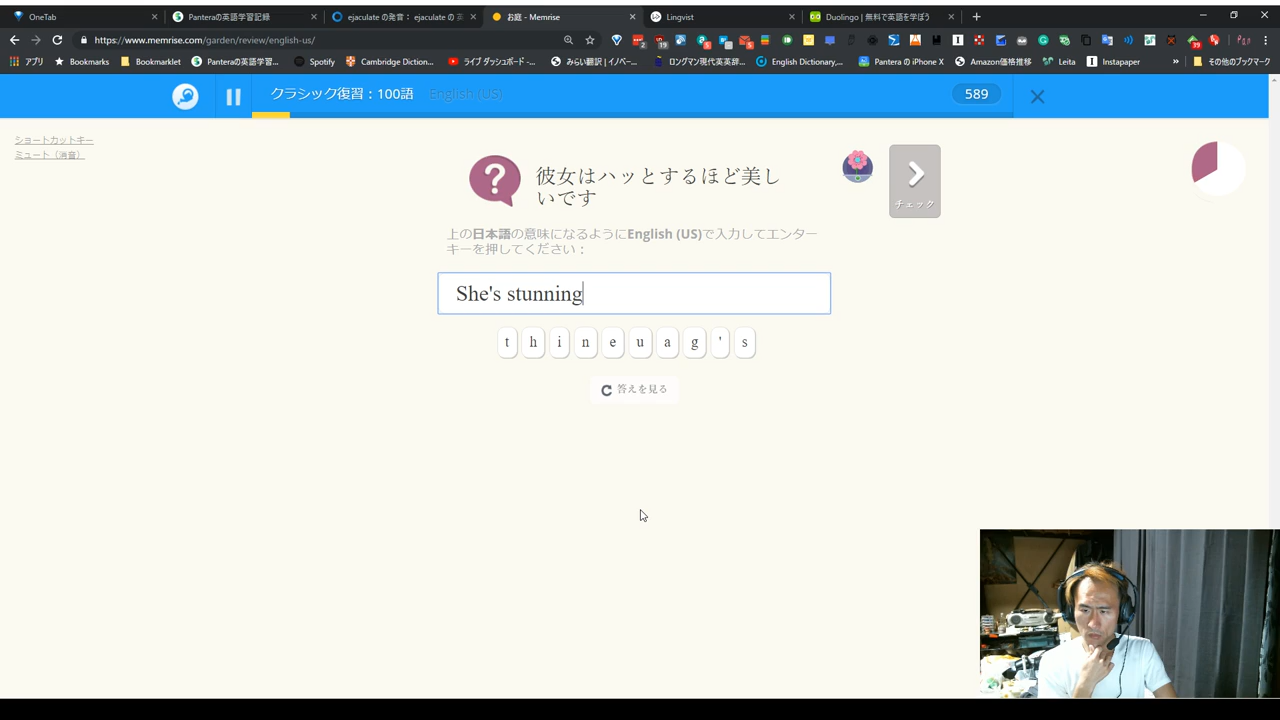 OneTab
Panteraの英語学習記録
ejaculate の発音： ejaculate の 英
お庭 - Memrise
Lingvist
Duolingo | 無料で英語を学ぼう
https://www.memrise.com/garden/review/english-us/
アプリ
Bookmarks
Bookmarklet
Panteraの英語学習...
Spotify
Cambridge Diction...
ライブ ダッシュボード -...
みらい翻訳 | イノベー...
ロングマン現代英英辞...
English Dictionary,...
Pantera の iPhone X
Amazon価格推移
Leita
Instapaper
»
その他のブックマーク
クラシック復習：100語
English (US)
589
ショートカットキー
ミュート（消音）
彼女はハッとするほど美し
いです
チェック
上の日本語の意味になるようにEnglish (US)で入力してエンター
キーを押してください：
She's stunning
t h i n e u a g ' s
答えを見る